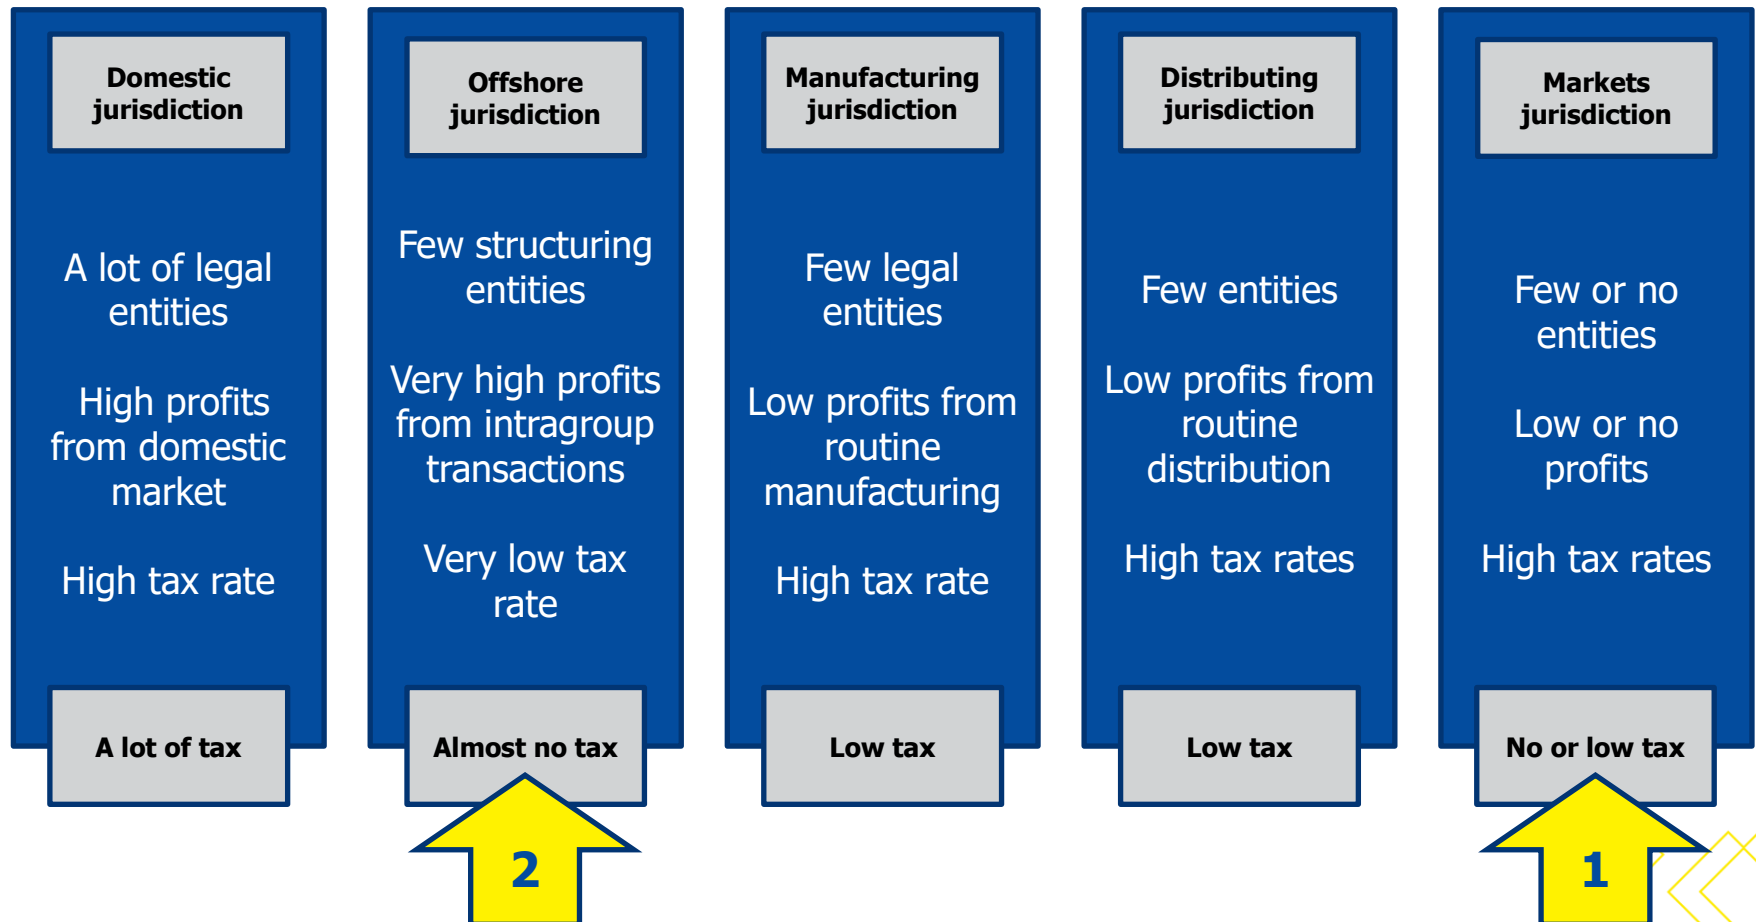 Domestic
jurisdiction
A lot of legal
entities
High profits
from domestic
market
High tax rate
A lot of tax
Offshore
jurisdiction
Few structuring
entities
Very high profits
from intragroup
transactions
Very low tax
rate
Almost no tax
2
Manufacturing
jurisdiction
Few legal
entities
Low profits from
routine
manufacturing
High tax rate
Low tax
Distributing
jurisdiction
Few entities
Low profits from
routine
distribution
High tax rates
Low tax
Markets
jurisdiction
Few or no
entities
Low or no
profits
High tax rates
No or low tax
1